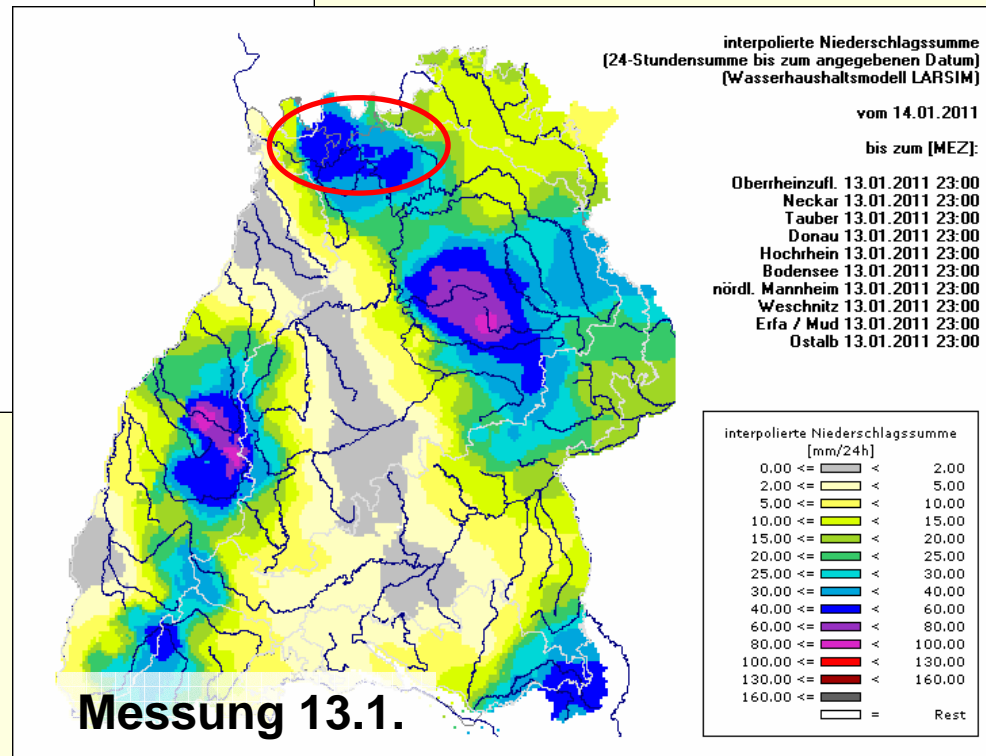 interpolierte Niederschlagssumme
(24-Stundensumme bis zum angegebenen Datum)
(Wasserhaushaltsmodell LARSIM)
vom 14.01.2011
bis zum [MEZ]:
Oberrheinzufl. 13.01.2011 23:00
Neckar 13.01.2011 23:00
Tauber 13.01.2011 23:00
Donau 13.01.2011 23:00
Hochrhein 13.01.2011 23:00
Bodensee 13.01.2011 23:00
nördl. Mannheim 13.01.2011 23:00
Weschnitz 13.01.2011 23:00
Erfa / Mud 13.01.2011 23:00
Ostalb 13.01.2011 23:00
interpolierte Niederschlagssumme
[mm/24h]
0.00 <= < 2.00
2.00 <= < 5.00
5.00 <= < 10.00
10.00 <= < 15.00
15.00 <= < 20.00
20.00 <= < 25.00
25.00 <= < 30.00
30.00 <= < 40.00
40.00 <= < 60.00
60.00 <= < 80.00
80.00 <= < 100.00
100.00 <= < 130.00
130.00 <= < 160.00
160.00 <=
= Rest
Messung 13.1.